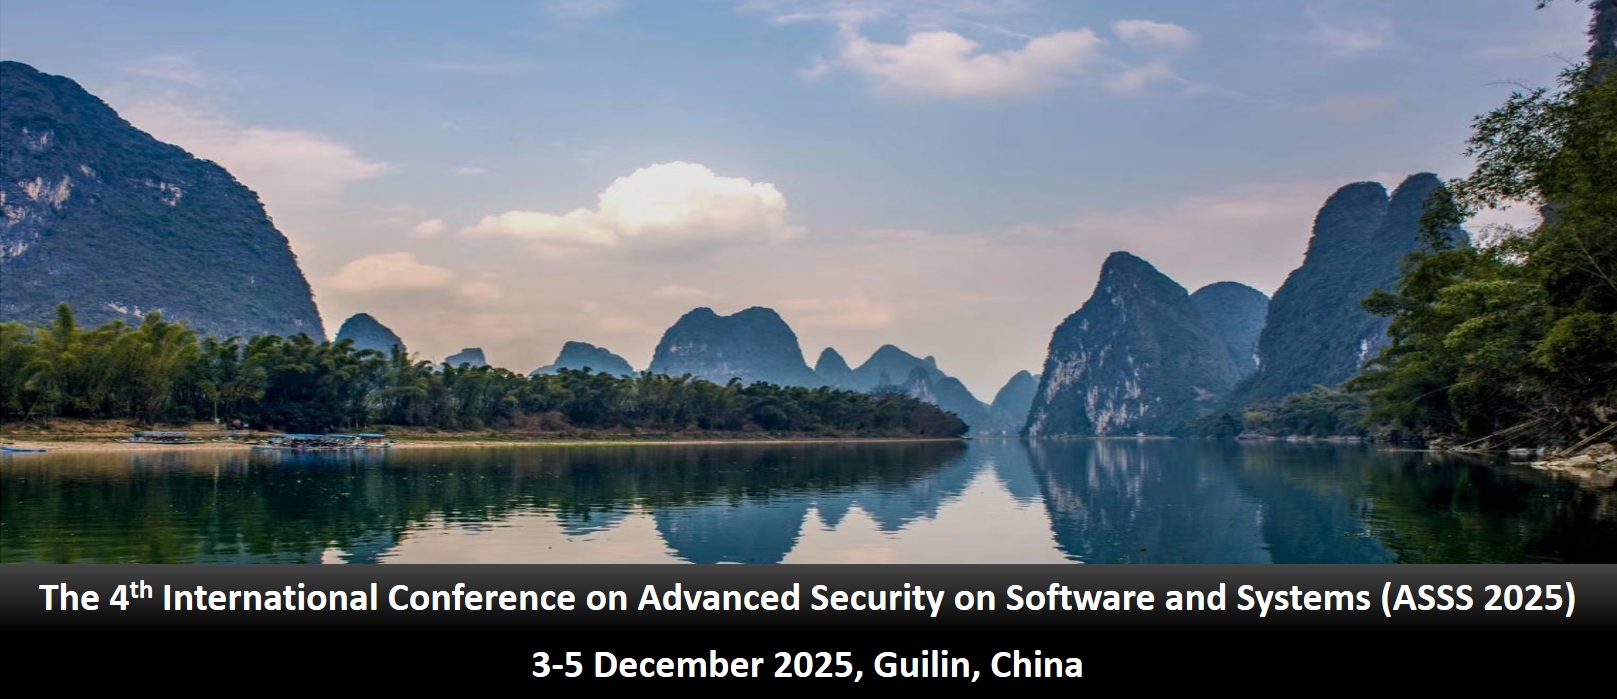 The 4th International Conference on Advanced Security on Software and Systems (ASSS 2025)
3-5 December 2025, Guilin, China